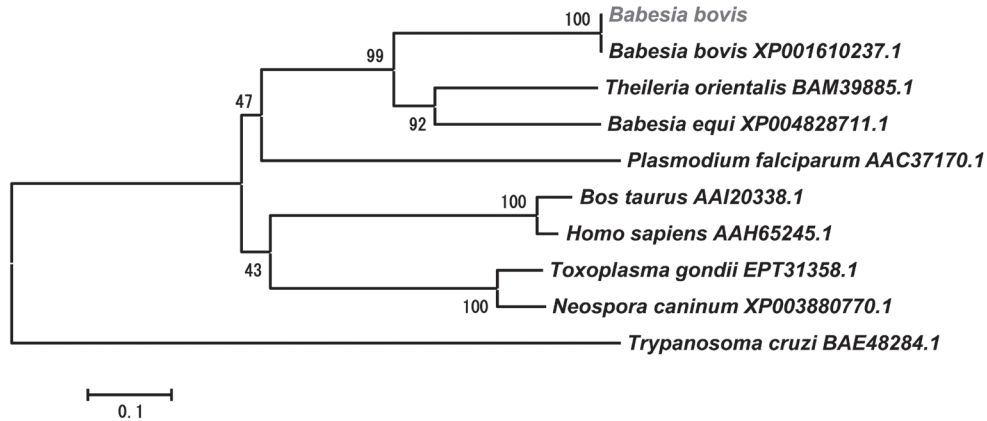 100
Babesia bovis
Babesia bovis XP001610237.1
99
Theileria orientalis BAM39885.1
47
92
Babesia equi XP004828711.1
Plasmodium falciparum AAC37170.1
100
Bos taurus AAI20338.1
Homo sapiens AAH65245.1
43
Toxoplasma gondii EPT31358.1
100
Neospora caninum XP003880770.1
Trypanosoma cruzi BAE48284.1
0.1